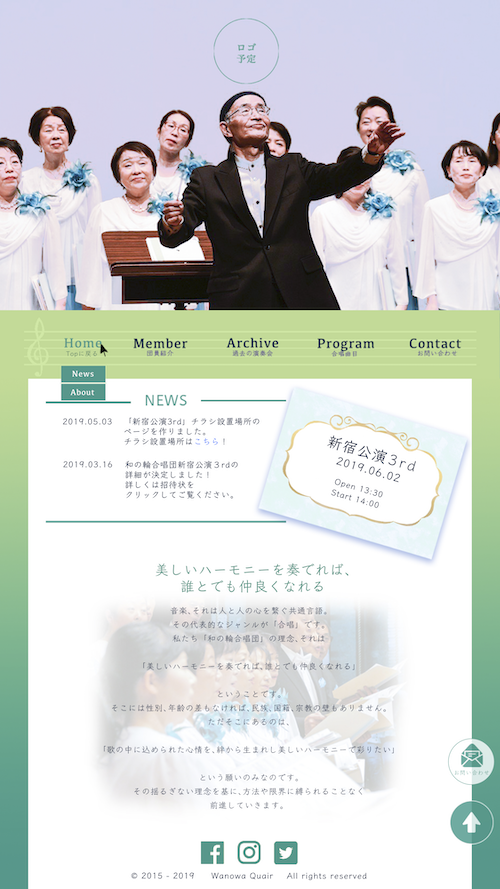 ロゴ
予定
Home Member Archive Program Contact
Topに戻る 団員紹介 過去の演奏会 合唱曲目 お問い合わせ
News
About
NEWS
2019.05.03 「新宿公演3rd」チラシ設置場所の
ページを作りました。
チラシ設置場所はこちら！
2019.03.16 和の輪合唱団新宿公演３rdの
詳細が決定しました！
詳しくは招待状を
クリックしてご覧ください。
新宿公演３rd
2019.06.02
Open 13:30
Start 14:00
美しいハーモニーを奏でれば、
誰とでも仲良くなれる
音楽、それは人と人の心を繋ぐ共通言語。
その代表的なジャンルが「合唱」です。
私たち「和の輪合唱団」の理念、それは
「美しいハーモニーを奏でれば、誰とでも仲良くなれる」
ということです。
そこには性別、年齢の差もなければ、民族、国籍、宗教の壁もありません。
ただそこにあるのは、
「歌の中に込められた心情を、絆から生まれし美しいハーモニーで彩りたい」
という願いのみなのです。
その揺るぎない理念を基に、方法や限界に縛られることなく
前進していきます。
お問い合わせ
© 2015 - 2019 Wanowa Quair All rights reserved